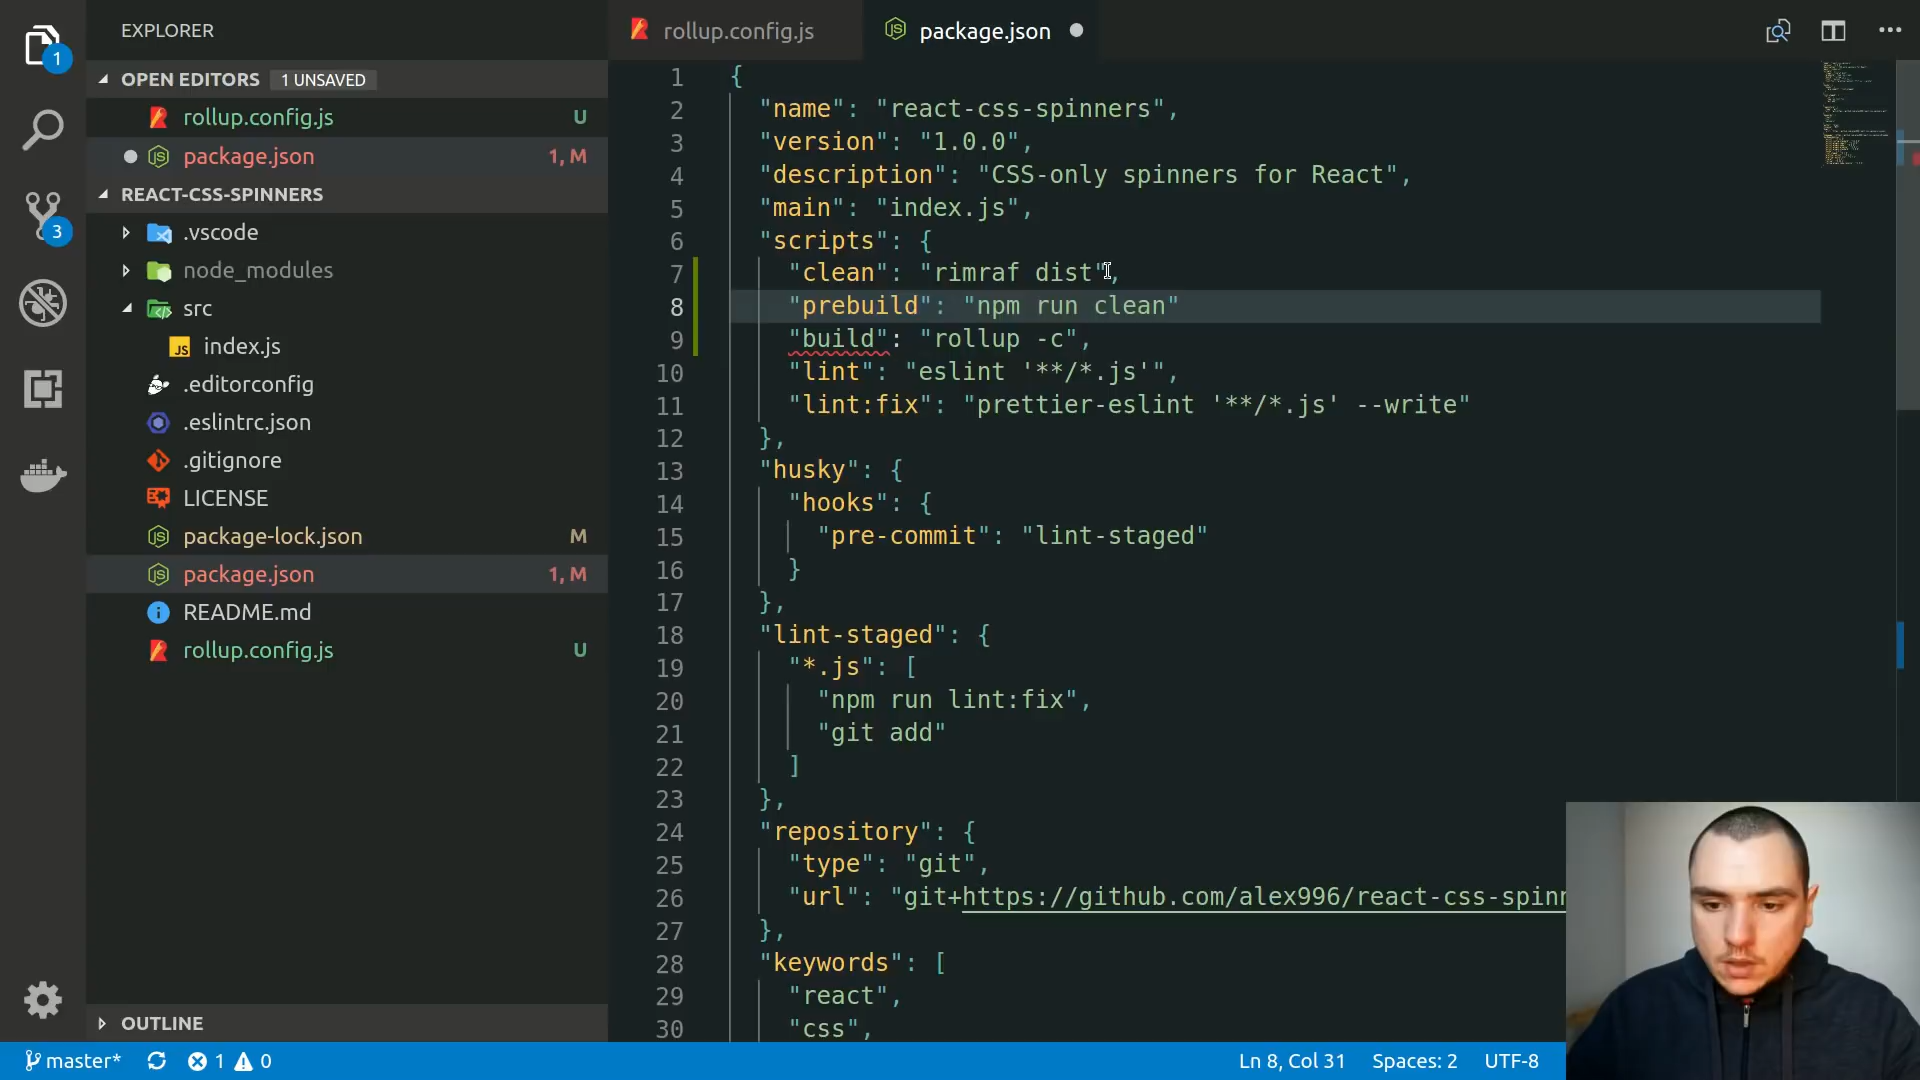 EXPLORER
OPEN EDITORS 1 UNSAVED
rollup.config.js U
package.json 1, M
REACT-CSS-SPINNERS
.vscode
node_modules
src
JS index.js
.editorconfig
.eslintrc.json
.gitignore
LICENSE
package-lock.json M
package.json 1, M
README.md
rollup.config.js U
OUTLINE
1
3
rollup.config.js
package.json
1 {
2 "name": "react-css-spinners",
3 "version": "1.0.0",
4 "description": "CSS-only spinners for React",
5 "main": "index.js",
6 "scripts": {
7 "clean": "rimraf dist",
8 "prebuild": "npm run clean"
9 "build": "rollup -c",
10 "lint": "eslint '**/*.js'",
11 "lint:fix": "prettier-eslint '**/*.js' --write"
12 },
13 "husky": {
14 "hooks": {
15 "pre-commit": "lint-staged"
16 }
17 },
18 "lint-staged": {
19 "*.js": [
20 "npm run lint:fix",
21 "git add"
22 ]
23 },
24 "repository": {
25 "type": "git",
26 "url": "git+https://github.com/alex996/react-css-spinn
27 },
28 "keywords": [
29 "react",
30 "css",
master* 1 0 Ln 8, Col 31 Spaces: 2 UTF-8